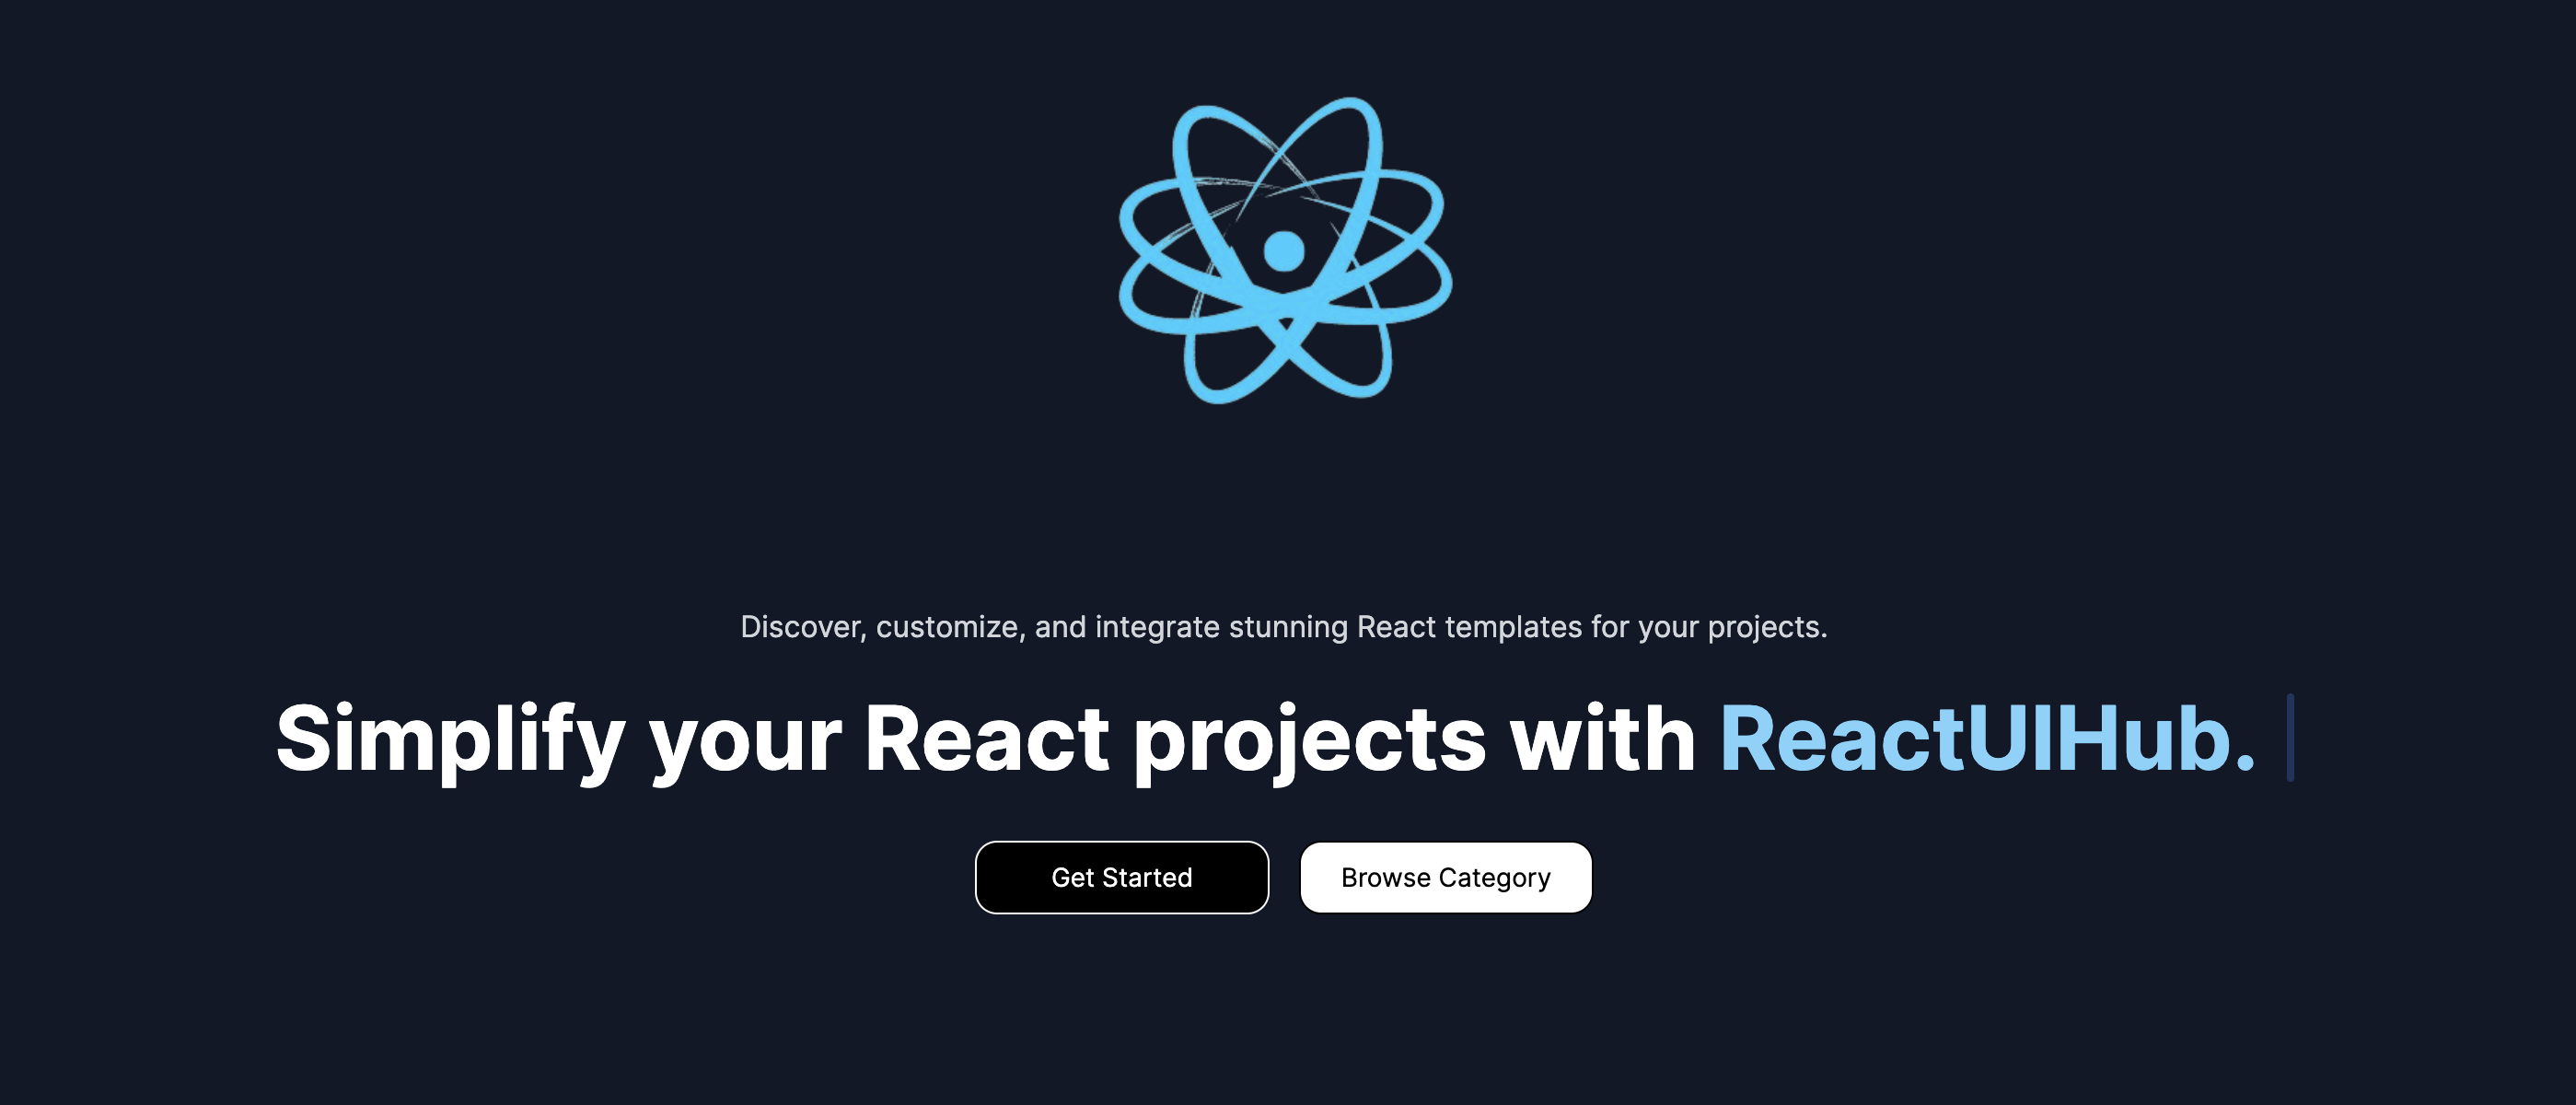 Discover, customize, and integrate stunning React templates for your projects.
Simplify your React projects with ReactUIHub.
Get Started
Browse Category